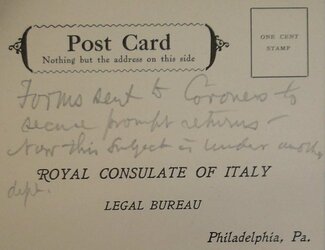 Post Card
Nothing but the address on this side
ONE CENT
STAMP
Forms sent to Coroners to
secure prompt returns -
Now this subject is under another
dept.
ROYAL CONSULATE OF ITALY
LEGAL BUREAU
Philadelphia, Pa.